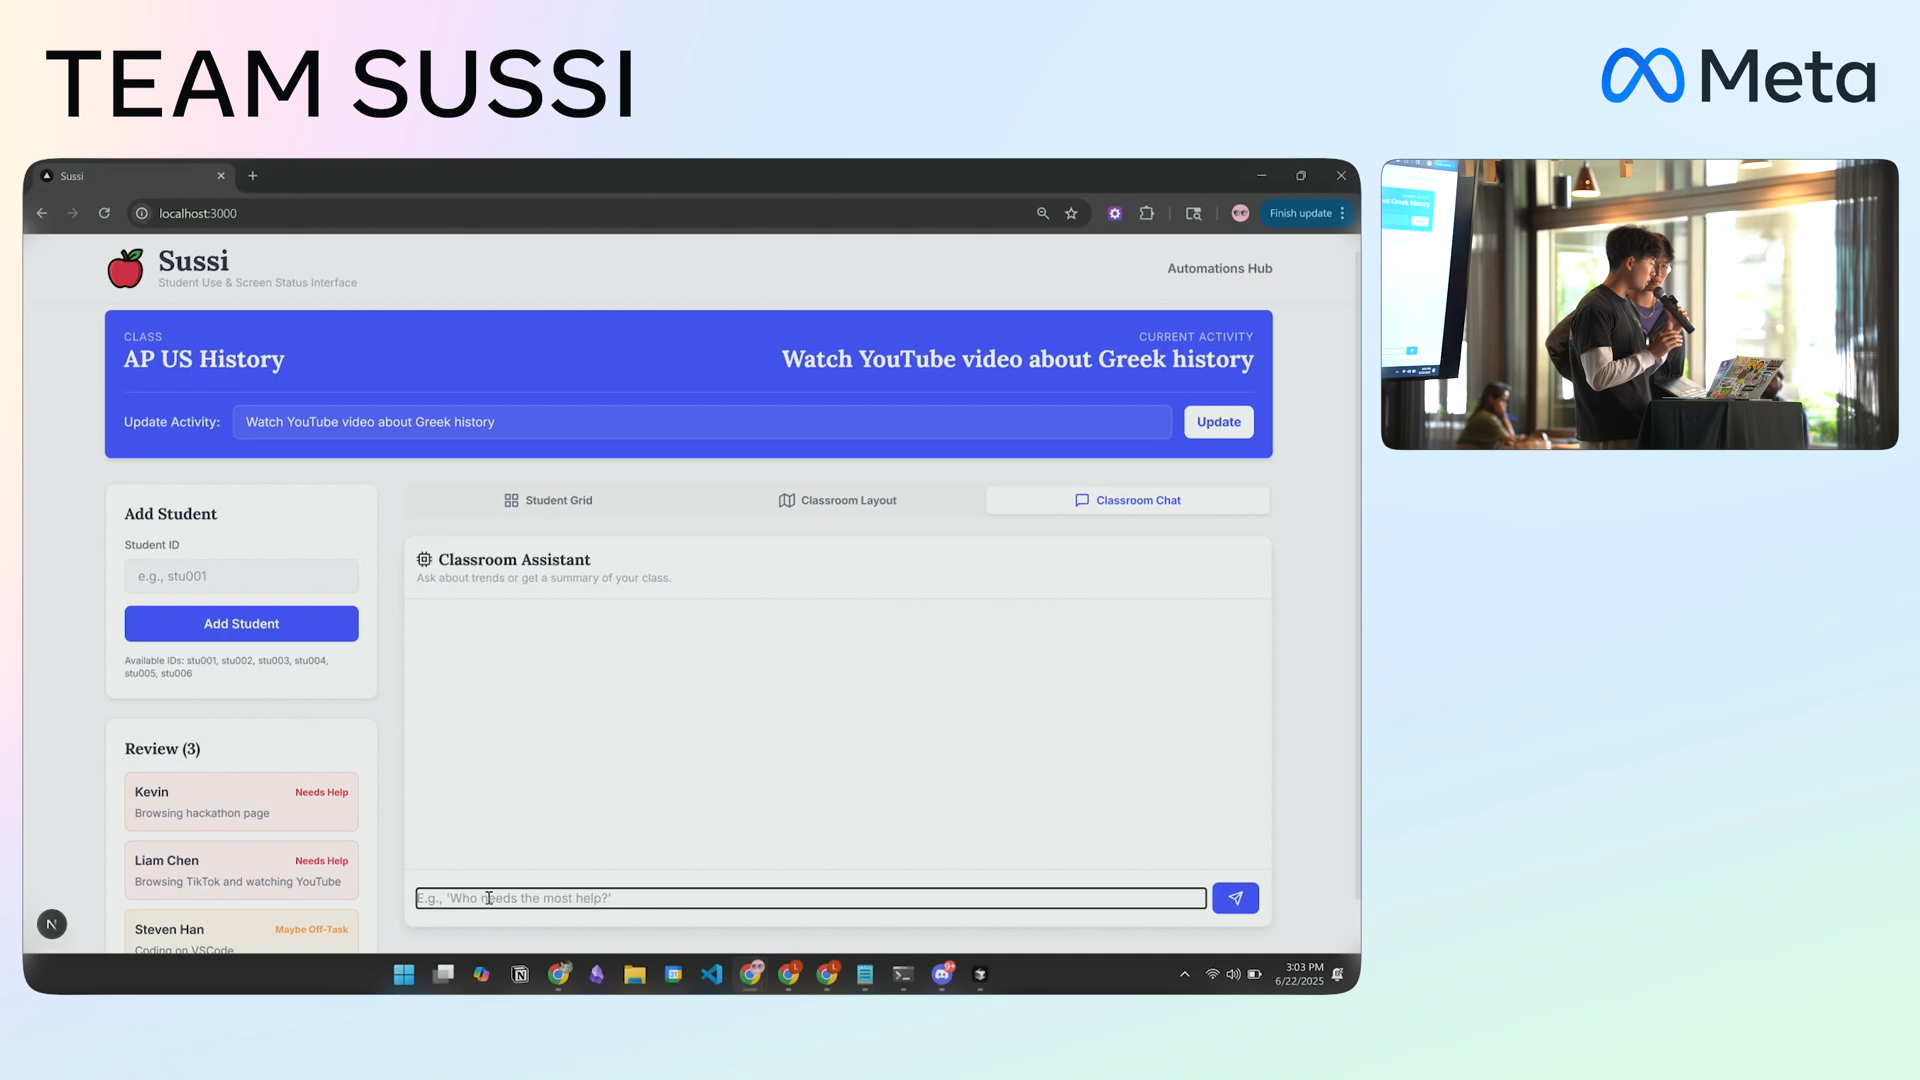 TEAM SUSSI
Meta
Sussi
localhost:3000
Finish update
Sussi
Student Use & Screen Status Interface
Automations Hub
CLASS
AP US History
CURRENT ACTIVITY
Watch YouTube video about Greek history
Update Activity:
Watch YouTube video about Greek history
Update
Add Student
Student ID
e.g., stu001
Add Student
Available IDs: stu001, stu002, stu003, stu004,
stu005, stu006
Student Grid
Classroom Layout
Classroom Chat
Classroom Assistant
Ask about trends or get a summary of your class.
Review (3)
Kevin
Needs Help
Browsing hackathon page
Liam Chen
Needs Help
Browsing TikTok and watching YouTube
Steven Han
Maybe Off-Task
Coding on VSCode
E.g., 'Who needs the most help?'
N
3:03 PM
6/22/2025